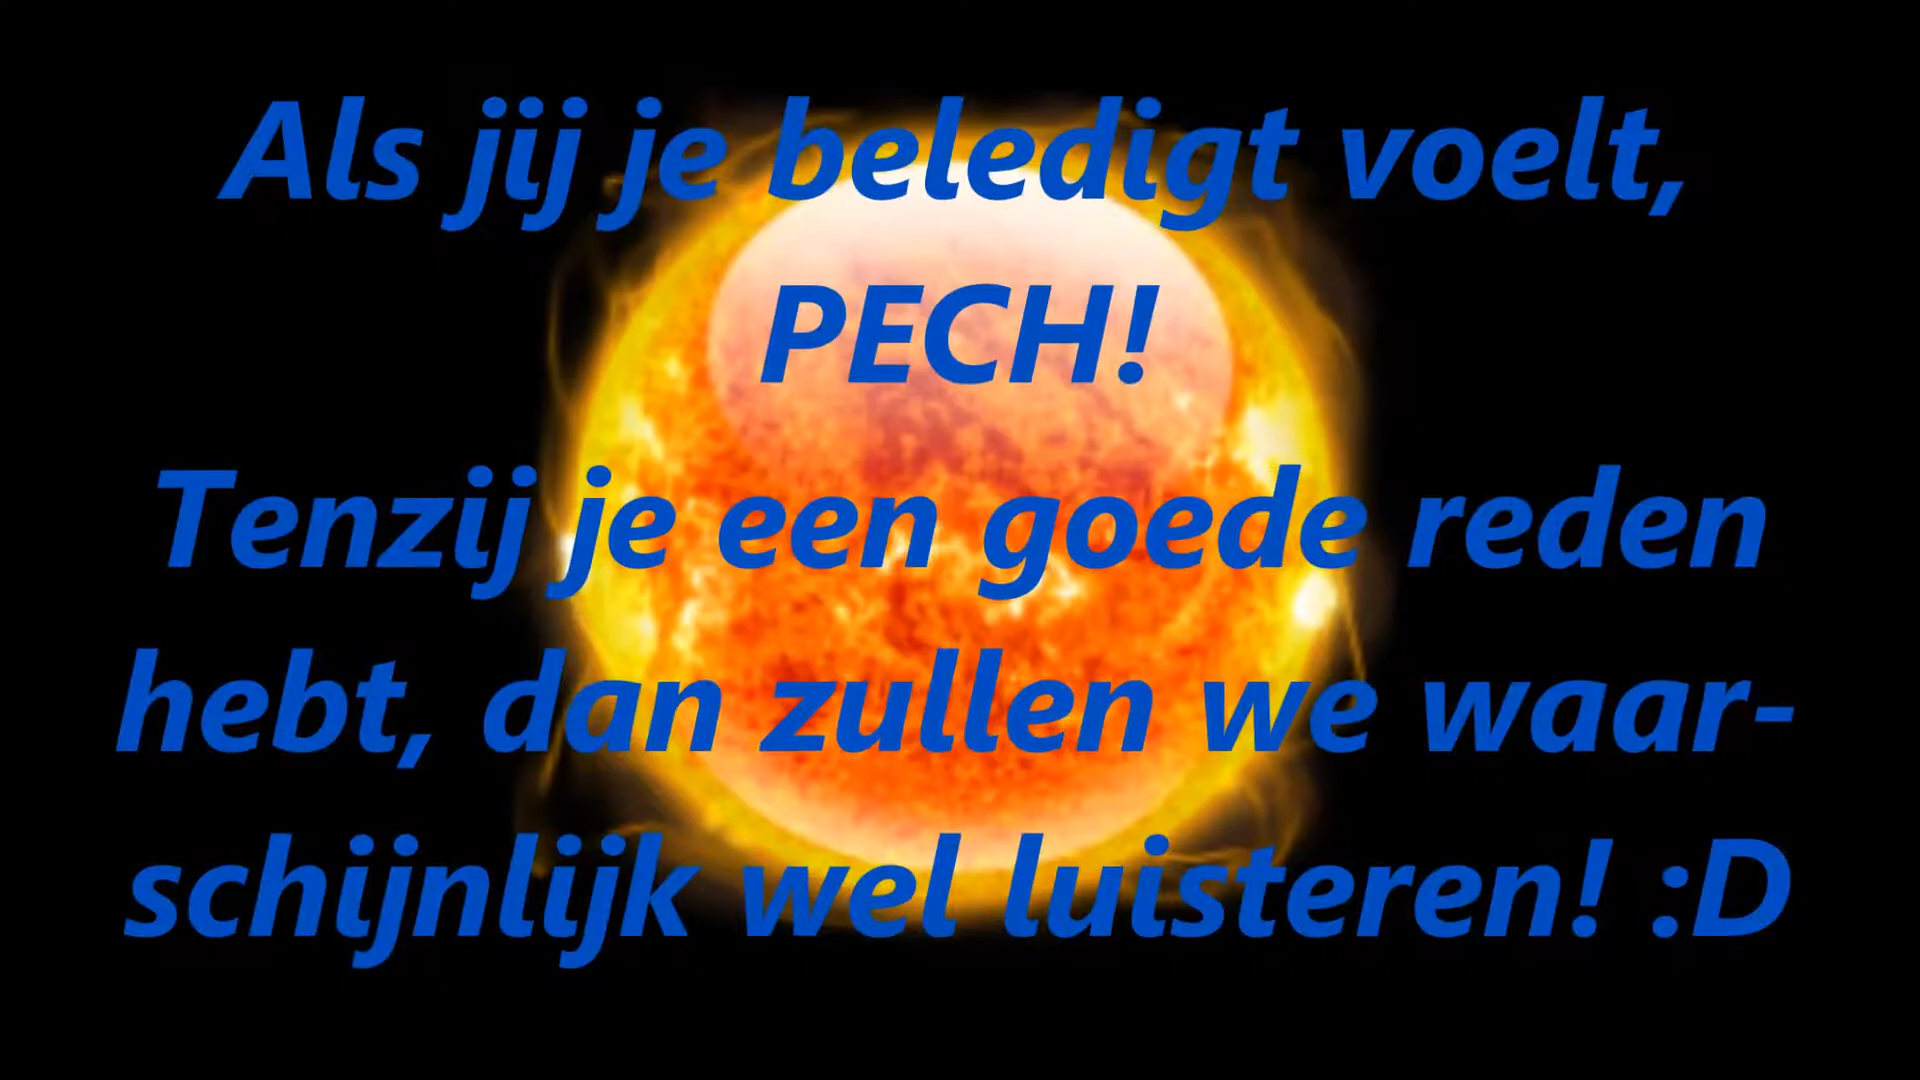 Als jij je beledigt voelt,
PECH!
Tenzij je een goede reden
hebt, dan zullen we waar-
schijnlijk wel luisteren! :D